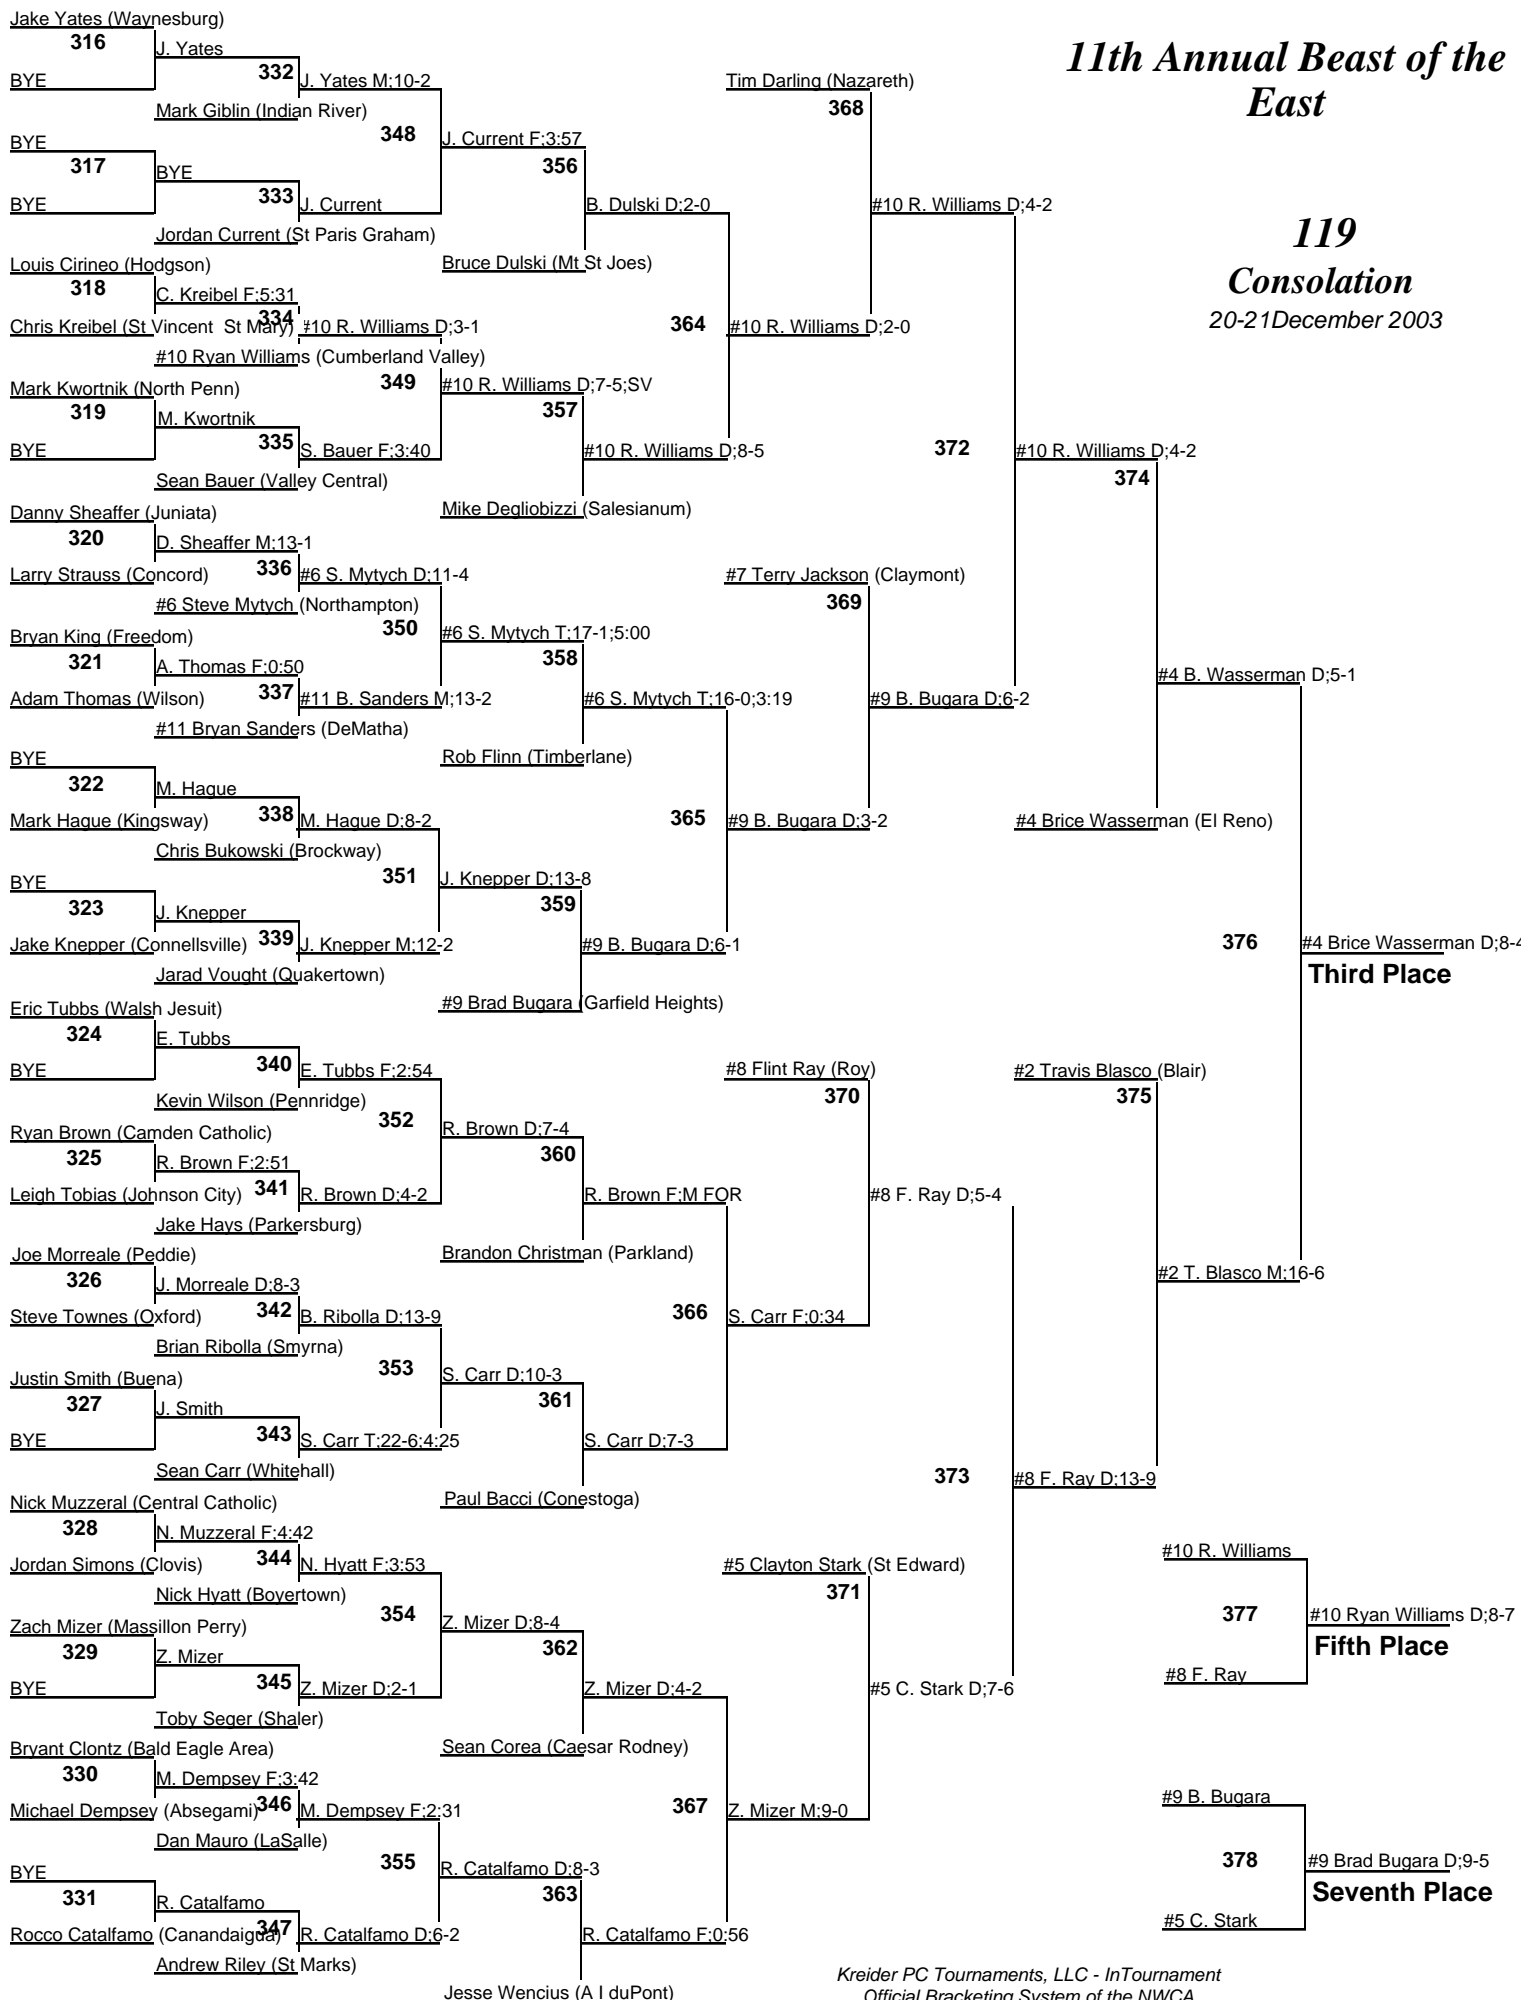 11th Annual Beast of the
East
119
Consolation
20-21December 2003
Jake Yates (Waynesburg)
316
BYE
BYE
317
BYE
Louis Cirineo (Hodgson)
318
Chris Kreibel (St Vincent  St Mary)
Mark Kwortnik (North Penn)
319
BYE
Danny Sheaffer (Juniata)
320
Larry Strauss (Concord)
Bryan King (Freedom)
321
Adam Thomas (Wilson)
BYE
322
Mark Hague (Kingsway)
BYE
323
Jake Knepper (Connellsville)
Eric Tubbs (Walsh Jesuit)
324
BYE
Ryan Brown (Camden Catholic)
325
Leigh Tobias (Johnson City)
Joe Morreale (Peddie)
326
Steve Townes (Oxford)
Justin Smith (Buena)
327
BYE
Nick Muzzeral (Central Catholic)
328
Jordan Simons (Clovis)
Zach Mizer (Massillon Perry)
329
BYE
Bryant Clontz (Bald Eagle Area)
330
Michael Dempsey (Absegami)
BYE
331
Rocco Catalfamo (Canandaigua)
J. Yates
332
Mark Giblin (Indian River)
BYE
333
Jordan Current (St Paris Graham)
C. Kreibel F;5:31
334
#10 Ryan Williams (Cumberland Valley)
M. Kwortnik
335
Sean Bauer (Valley Central)
D. Sheaffer M;13-1
336
#6 Steve Mytych (Northampton)
A. Thomas F;0:50
337
#11 Bryan Sanders (DeMatha)
M. Hague
338
Chris Bukowski (Brockway)
J. Knepper
339
Jarad Vought (Quakertown)
E. Tubbs
340
Kevin Wilson (Pennridge)
R. Brown F;2:51
341
Jake Hays (Parkersburg)
J. Morreale D;8-3
342
Brian Ribolla (Smyrna)
J. Smith
343
Sean Carr (Whitehall)
N. Muzzeral F;4:42
344
Nick Hyatt (Boyertown)
Z. Mizer
345
Toby Seger (Shaler)
M. Dempsey F;3:42
346
Dan Mauro (LaSalle)
R. Catalfamo
347
Andrew Riley (St Marks)
J. Yates M;10-2
348
J. Current
#10 R. Williams D;3-1
349
S. Bauer F;3:40
#6 S. Mytych D;11-4
350
#11 B. Sanders M;13-2
M. Hague D;8-2
351
J. Knepper M;12-2
E. Tubbs F;2:54
352
R. Brown D;4-2
B. Ribolla D;13-9
353
S. Carr T;22-6;4:25
N. Hyatt F;3:53
354
Z. Mizer D;2-1
M. Dempsey F;2:31
355
R. Catalfamo D;6-2
J. Current F;3:57
356
Bruce Dulski (Mt St Joes)
#10 R. Williams D;7-5;SV
357
Mike Degliobizzi (Salesianum)
#6 S. Mytych T;17-1;5:00
358
Rob Flinn (Timberlane)
J. Knepper D;13-8
359
#9 Brad Bugara (Garfield Heights)
R. Brown D;7-4
360
Brandon Christman (Parkland)
S. Carr D;10-3
361
Paul Bacci (Conestoga)
Z. Mizer D;8-4
362
Sean Corea (Caesar Rodney)
R. Catalfamo D;8-3
363
Jesse Wencius (A I duPont)
B. Dulski D;2-0
364
#10 R. Williams D;8-5
#6 S. Mytych T;16-0;3:19
365
#9 B. Bugara D;6-1
R. Brown F;M FOR
366
S. Carr D;7-3
Z. Mizer D;4-2
367
R. Catalfamo F;0:56
Tim Darling (Nazareth)
368
#10 R. Williams D;2-0
#7 Terry Jackson (Claymont)
369
#9 B. Bugara D;3-2
#8 Flint Ray (Roy)
370
S. Carr F;0:34
#5 Clayton Stark (St Edward)
371
Z. Mizer M;9-0
#10 R. Williams D;4-2
372
#9 B. Bugara D;6-2
#8 F. Ray D;5-4
373
#5 C. Stark D;7-6
#10 R. Williams D;4-2
374
#4 Brice Wasserman (El Reno)
#2 Travis Blasco (Blair)
375
#8 F. Ray D;13-9
#4 B. Wasserman D;5-1
376
#2 T. Blasco M;16-6
#4 Brice Wasserman D;8-4
Third Place
#10 R. Williams
377
#8 F. Ray
#10 Ryan Williams D;8-7
Fifth Place
#9 B. Bugara
378
#5 C. Stark
#9 Brad Bugara D;9-5
Seventh Place
Kreider PC Tournaments, LLC - InTournament
Official Bracketing System of the NWCA